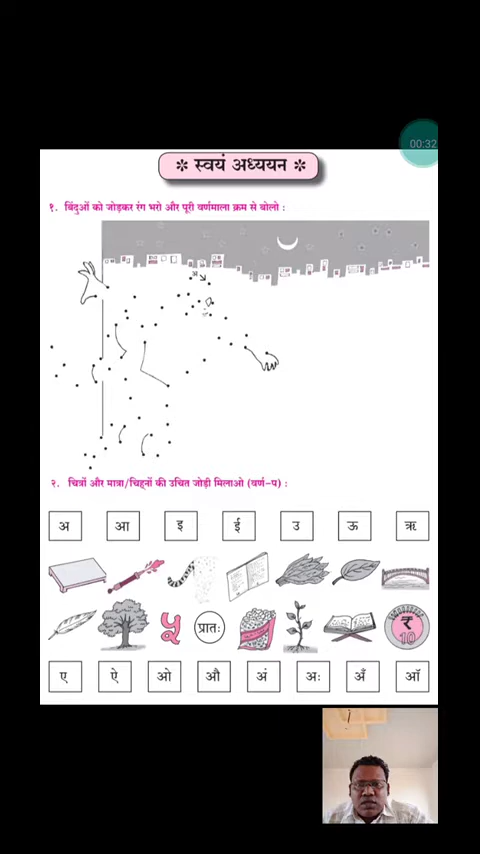 00:32
* स्वयं अध्ययन *
१. बिंदुओं को जोड़कर रंग भरो और पूरी वर्णमाला क्रम से बोलो :
अ
२. चित्रों और मात्रा/चिह्नों की उचित जोड़ी मिलाओ (वर्ण-प) :
अ आ इ ई उ ऊ ऋ
पृ प्रातः ₹ 10
ए ऐ ओ औ अं अः अँ ऑ